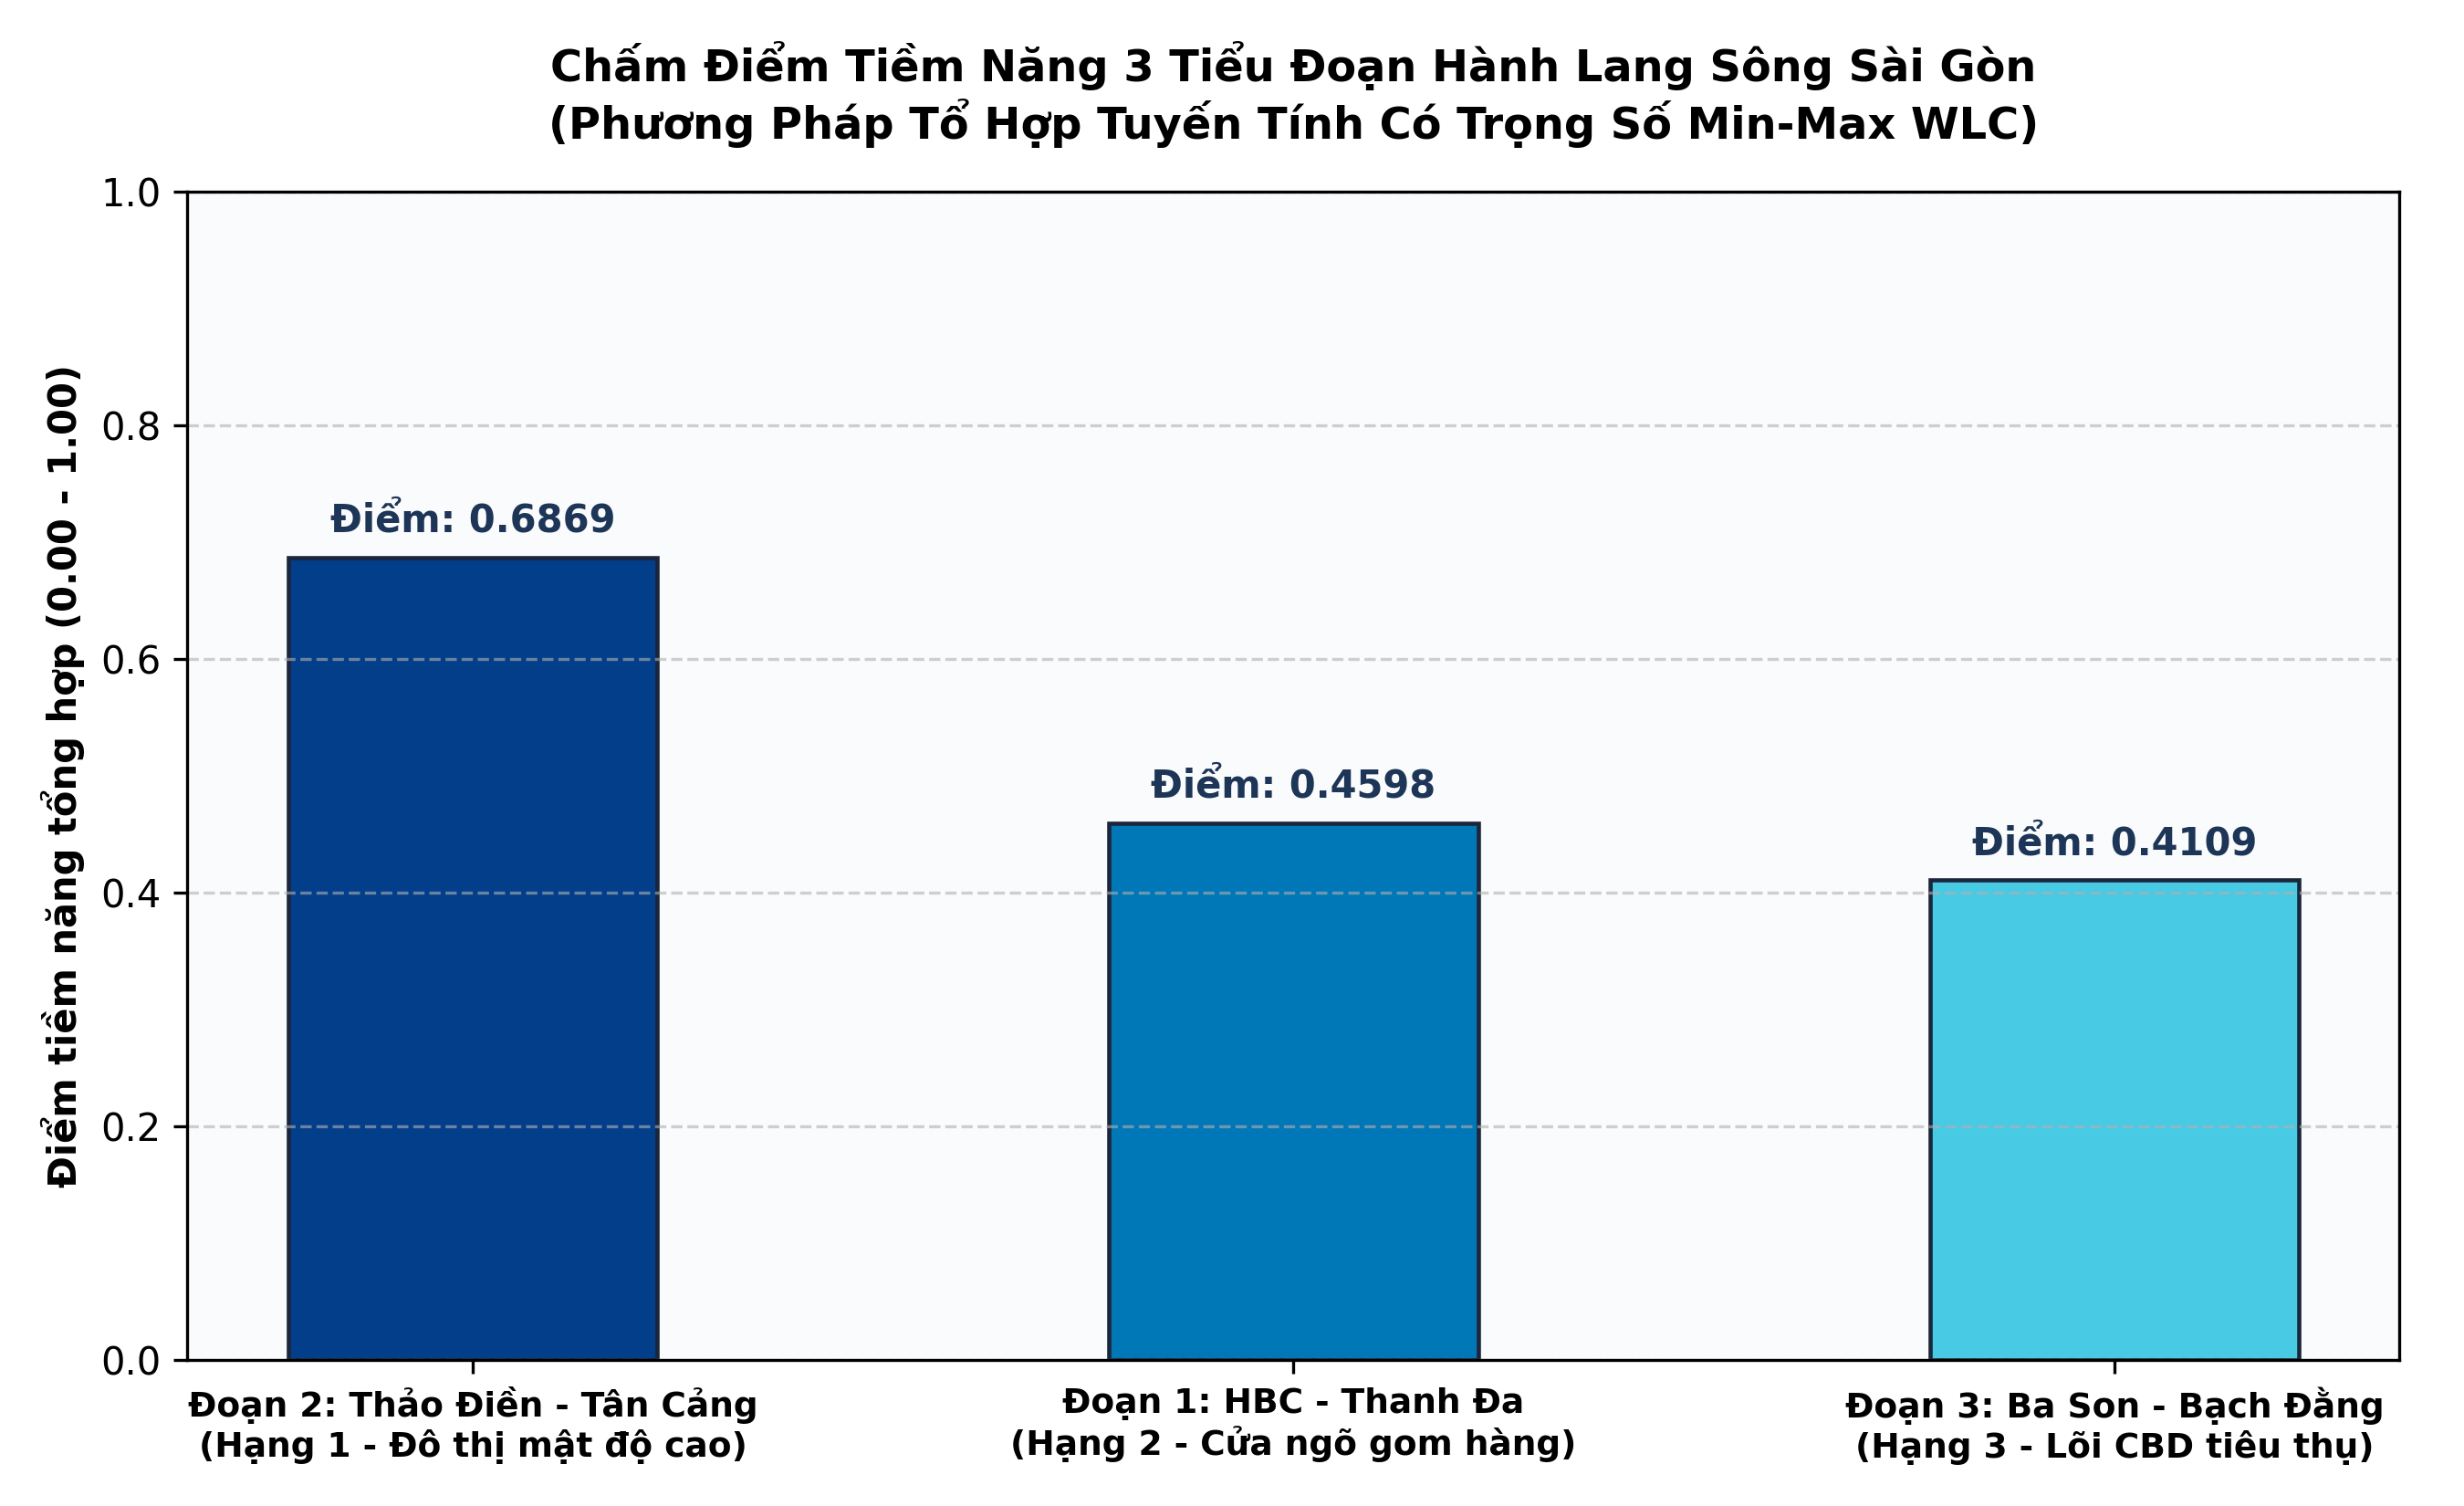 Chấm Điểm Tiềm Năng 3 Tiểu Đoạn Hành Lang Sông Sài Gòn
(Phương Pháp Tổ Hợp Tuyến Tính Có Trọng Số Min-Max WLC)
Điểm tiềm năng tổng hợp (0.00 - 1.00)
1.0
0.8
0.6
0.4
0.2
0.0
Điểm: 0.6869
Điểm: 0.4598
Điểm: 0.4109
Đoạn 2: Thảo Điền - Tân Cảng
(Hạng 1 - Đô thị mật độ cao)
Đoạn 1: HBC - Thanh Đa
(Hạng 2 - Cửa ngõ gom hàng)
Đoạn 3: Ba Son - Bạch Đằng
(Hạng 3 - Lõi CBD tiêu thụ)